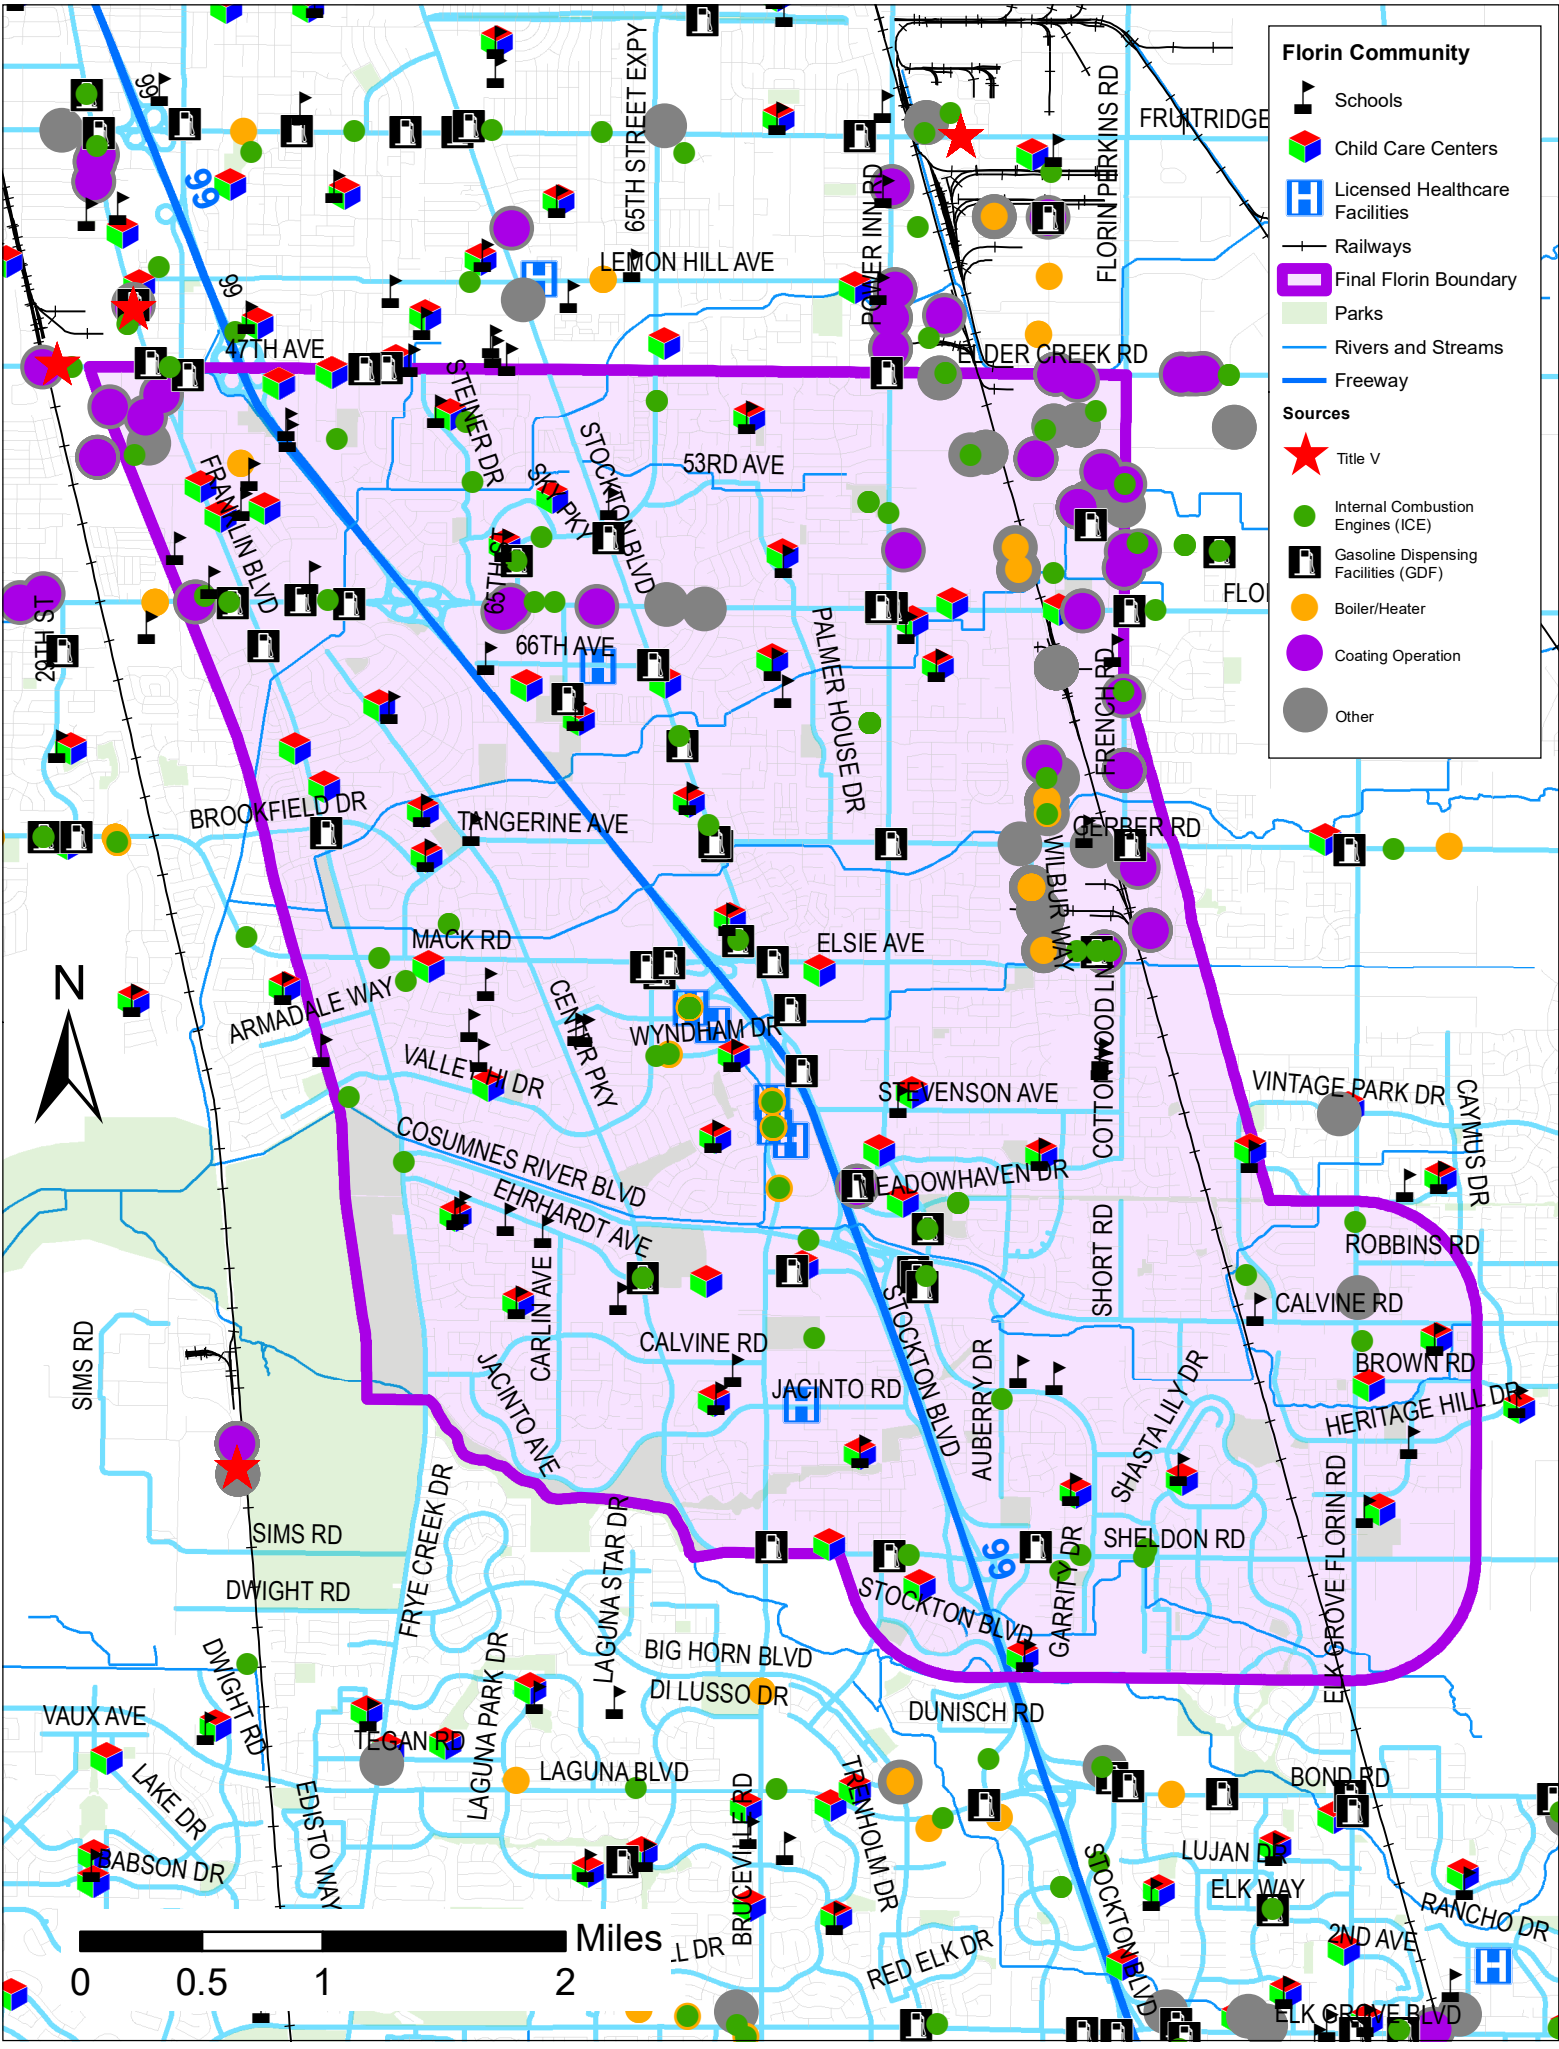 Florin Community
Schools
Child Care Centers
Licensed Healthcare
Facilities
Railways
Final Florin Boundary
Parks
Rivers and Streams
Freeway
Sources
Title V
Internal Combustion
Engines (ICE)
Gasoline Dispensing
Facilities (GDF)
Boiler/Heater
Coating Operation
Other
99
FRUITRIDGE
65TH STREET EXPY
FLORIN PERKINS RD
POWER INN RD
99
LEMON HILL AVE
99
47TH AVE
ELDER CREEK RD
STEINER DR
STOCKTON BLVD
53RD AVE
SKY PKY
FRANKLIN BLVD
65TH ST
29TH ST
FLO
66TH AVE
PALMER HOUSE DR
FRENCH RD
BROOKFIELD DR
TANGERINE AVE
GERBER RD
WILBUR WAY
MACK RD
ELSIE AVE
N
ARMADALE WAY
CENTER PKY
WYNDHAM DR
COTTONWOOD LN
VALLEY HI DR
STEVENSON AVE
VINTAGE PARK DR
CAYMUS DR
COSUMNES RIVER BLVD
EHRHARDT AVE
EADOWHAVEN DR
SHORT RD
ROBBINS RD
CARLIN AVE
CALVINE RD
STOCKTON BLVD
SIMS RD
CALVINE RD
JACINTO AVE
JACINTO RD
AUBERRY DR
SHASTA LILY DR
BROWN RD
HERITAGE HILL DR
SIMS RD
FRYE CREEK DR
LAGUNA STAR DR
SHELDON RD
99
ELK GROVE FLORIN RD
DWIGHT RD
STOCKTON BLVD
GARRITY DR
DWIGHT RD
BIG HORN BLVD
LAGUNA PARK DR
DI LUSSO DR
VAUX AVE
DUNISCH RD
TEGAN RD
LAKE DR
LAGUNA BLVD
EDISTO WAY
BRUCEVILLE RD
TRENHOLM DR
BOND RD
BABSON DR
STOCKTON BLVD
LUJAN DR
ELK WAY
RANCHO DR
2ND AVE
LL DR
RED ELK DR
ELK GROVE BLVD
Miles
0 0.5 1 2